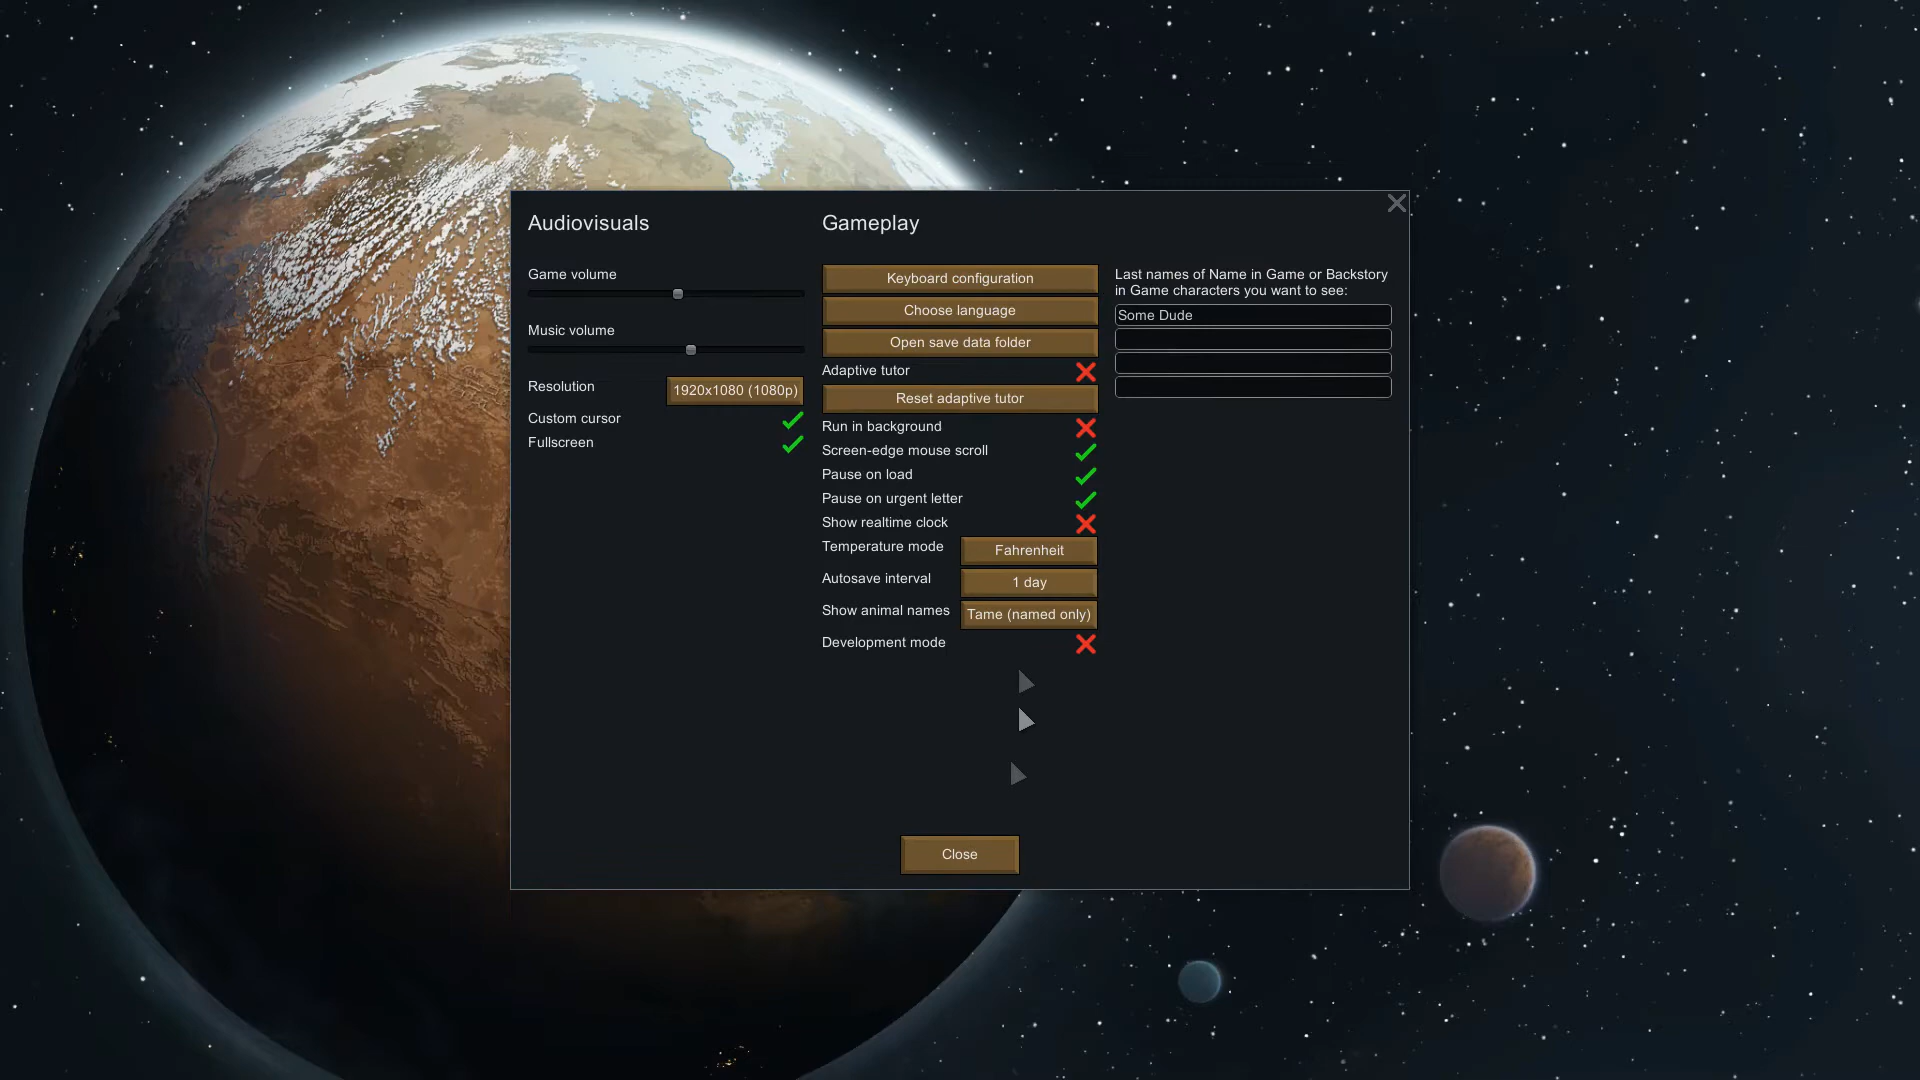 Audiovisuals
Game volume
Music volume
Resolution 1920x1080 (1080p)
Custom cursor
Fullscreen
Gameplay
Keyboard configuration
Choose language
Open save data folder
Adaptive tutor
Reset adaptive tutor
Run in background
Screen-edge mouse scroll
Pause on load
Pause on urgent letter
Show realtime clock
Temperature mode Fahrenheit
Autosave interval 1 day
Show animal names Tame (named only)
Development mode
Last names of Name in Game or Backstory
in Game characters you want to see:
Some Dude
Close